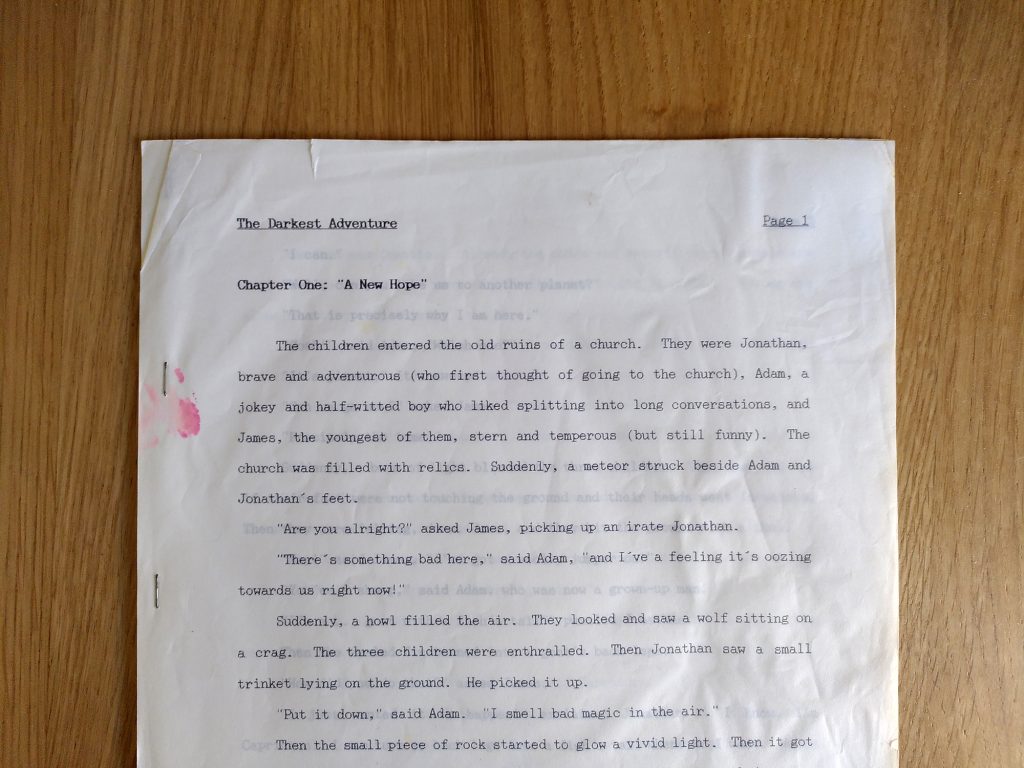 The Darkest Adventure Page 1
Chapter One: "A New Hope"
The children entered the old ruins of a church. They were Jonathan,
brave and adventurous (who first thought of going to the church), Adam, a
jokey and half-witted boy who liked splitting into long conversations, and
James, the youngest of them, stern and temperous (but still funny). The
church was filled with relics. Suddenly, a meteor struck beside Adam and
Jonathan´s feet.
"Are you alright?" asked James, picking up an irate Jonathan.
"There´s something bad here," said Adam, "and I´ve a feeling it´s oozing
towards us right now!"
Suddenly, a howl filled the air. They looked and saw a wolf sitting on
a crag. The three children were enthralled. Then Jonathan saw a small
trinket lying on the ground. He picked it up.
"Put it down," said Adam. "I smell bad magic in the air."
Then the small piece of rock started to glow a vivid light. Then it got